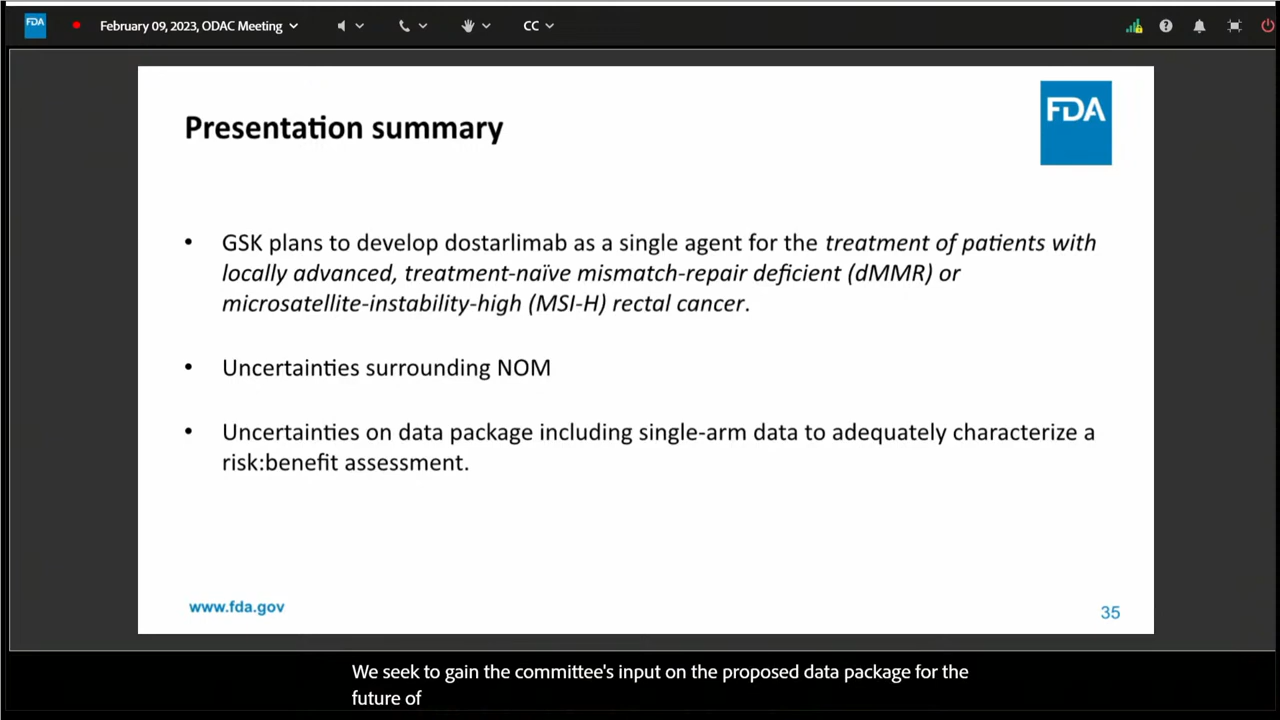 FDA
February 09, 2023, ODAC Meeting
CC
Presentation summary
FDA
• GSK plans to develop dostarlimab as a single agent for the treatment of patients with
locally advanced, treatment-naïve mismatch-repair deficient (dMMR) or
microsatellite-instability-high (MSI-H) rectal cancer.
• Uncertainties surrounding NOM
• Uncertainties on data package including single-arm data to adequately characterize a
risk:benefit assessment.
www.fda.gov
35
We seek to gain the committee's input on the proposed data package for the
future of